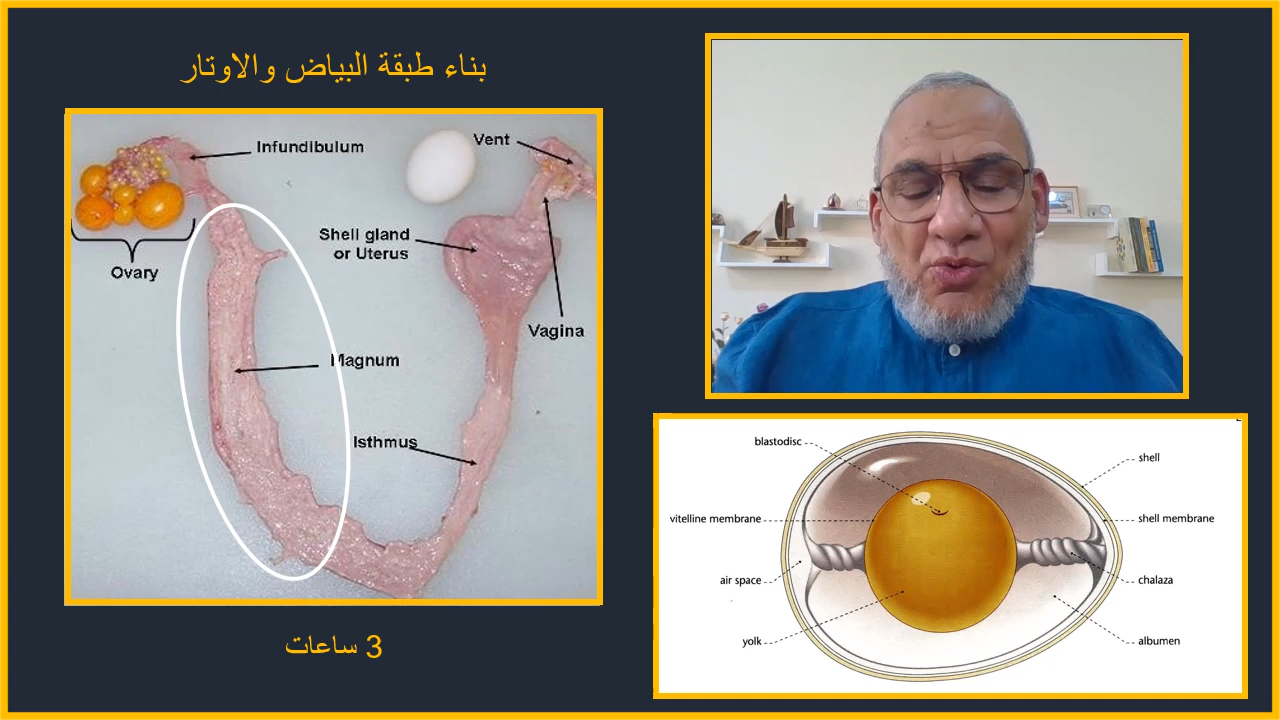 بناء طبقة البياض والاوتار
Infundibulum
Vent
Ovary
Shell gland
or Uterus
Vagina
Magnum
Isthmus
3 ساعات
blastodisc
shell
vitelline membrane
shell membrane
air space
chalaza
yolk
albumen